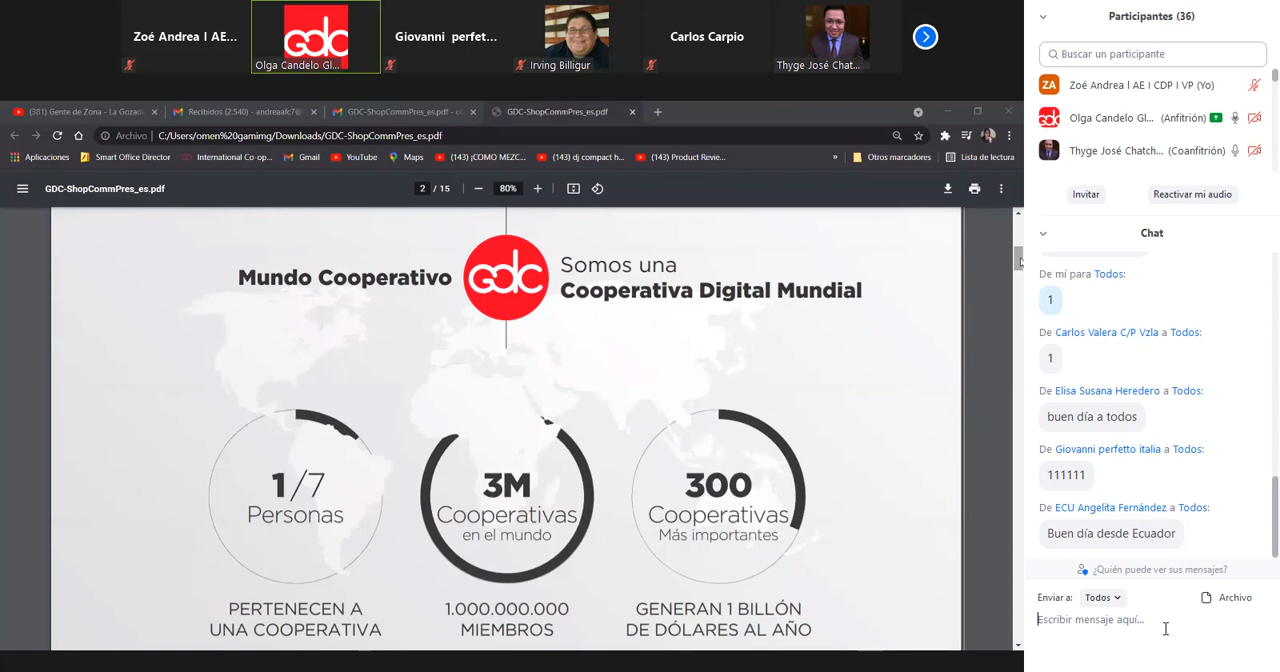 Zoé Andrea l AE...
gdc
Olga Candelo Gl...
Giovanni perfet...
Irving Billigur
Carlos Carpio
Thyge José Chat...
(381) Gente de Zona - La Gozad
Recibidos (2.540) - andreaafc7@
GDC-ShopCommPres_es.pdf - c
GDC-ShopCommPres_es.pdf
Archivo | C:/Users/omen%20gamimg/Downloads/GDC-ShopCommPres_es.pdf
Aplicaciones
Smart Office Director
International Co-op...
Gmail
YouTube
Maps
(143) ¡COMO MEZC...
(143) dj compact h...
(143) Product Revie...
»
Otros marcadores
Lista de lectura
GDC-ShopCommPres_es.pdf
2 / 15
80%
Mundo Cooperativo
gdc
Somos una
Cooperativa Digital Mundial
1/7
Personas
PERTENECEN A
UNA COOPERATIVA
3M
Cooperativas
en el mundo
1.000.000.000
MIEMBROS
300
Cooperativas
Más importantes
GENERAN 1 BILLÓN
DE DÓLARES AL AÑO
Participantes (36)
Buscar un participante
ZA Zoé Andrea l AE l CDP l VP (Yo)
Olga Candelo Gl... (Anfitrión)
Thyge José Chatch... (Coanfitrión)
Invitar
Reactivar mi audio
Chat
De mí para Todos:
1
De Carlos Valera C/P Vzla a Todos:
1
De Elisa Susana Heredero a Todos:
buen día a todos
De Giovanni perfetto italia a Todos:
111111
De ECU Angelita Fernández a Todos:
Buen día desde Ecuador
¿Quién puede ver sus mensajes?
Enviar a: Todos
Archivo
Escribir mensaje aquí...